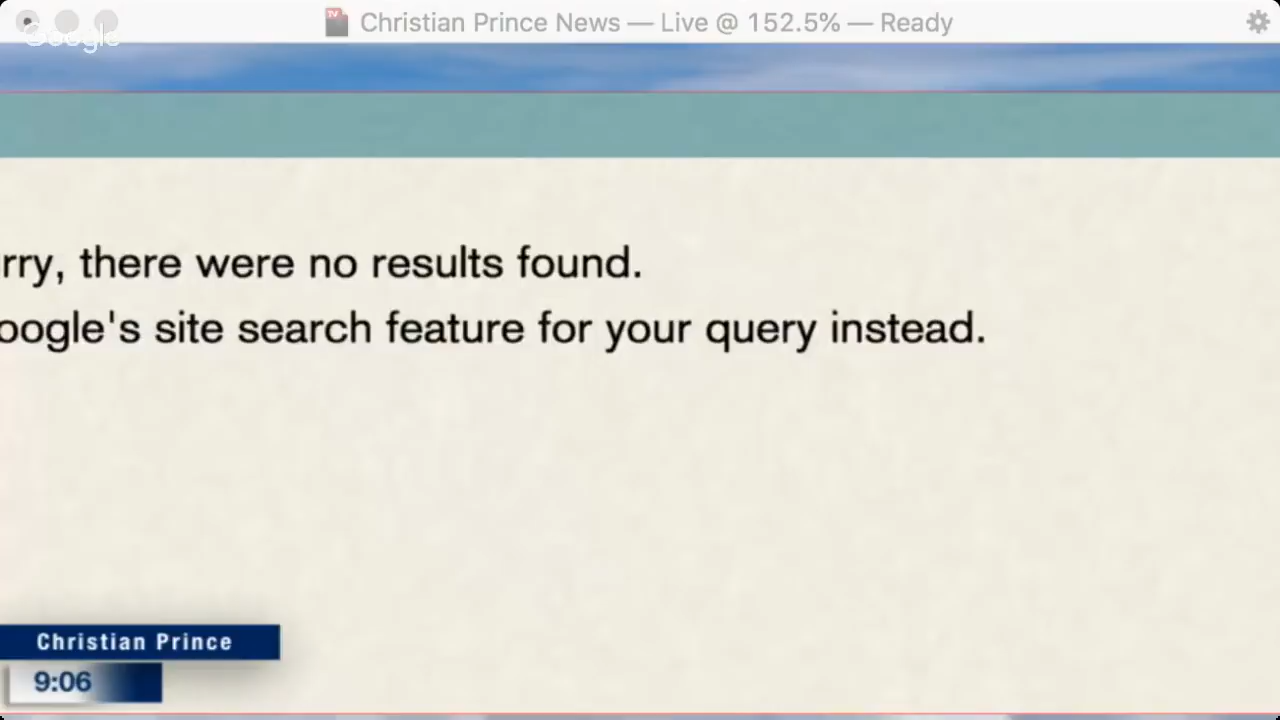 Christian Prince News — Live @ 152.5% — Ready
Google
rry, there were no results found.
oogle's site search feature for your query instead.
Christian Prince
9:06